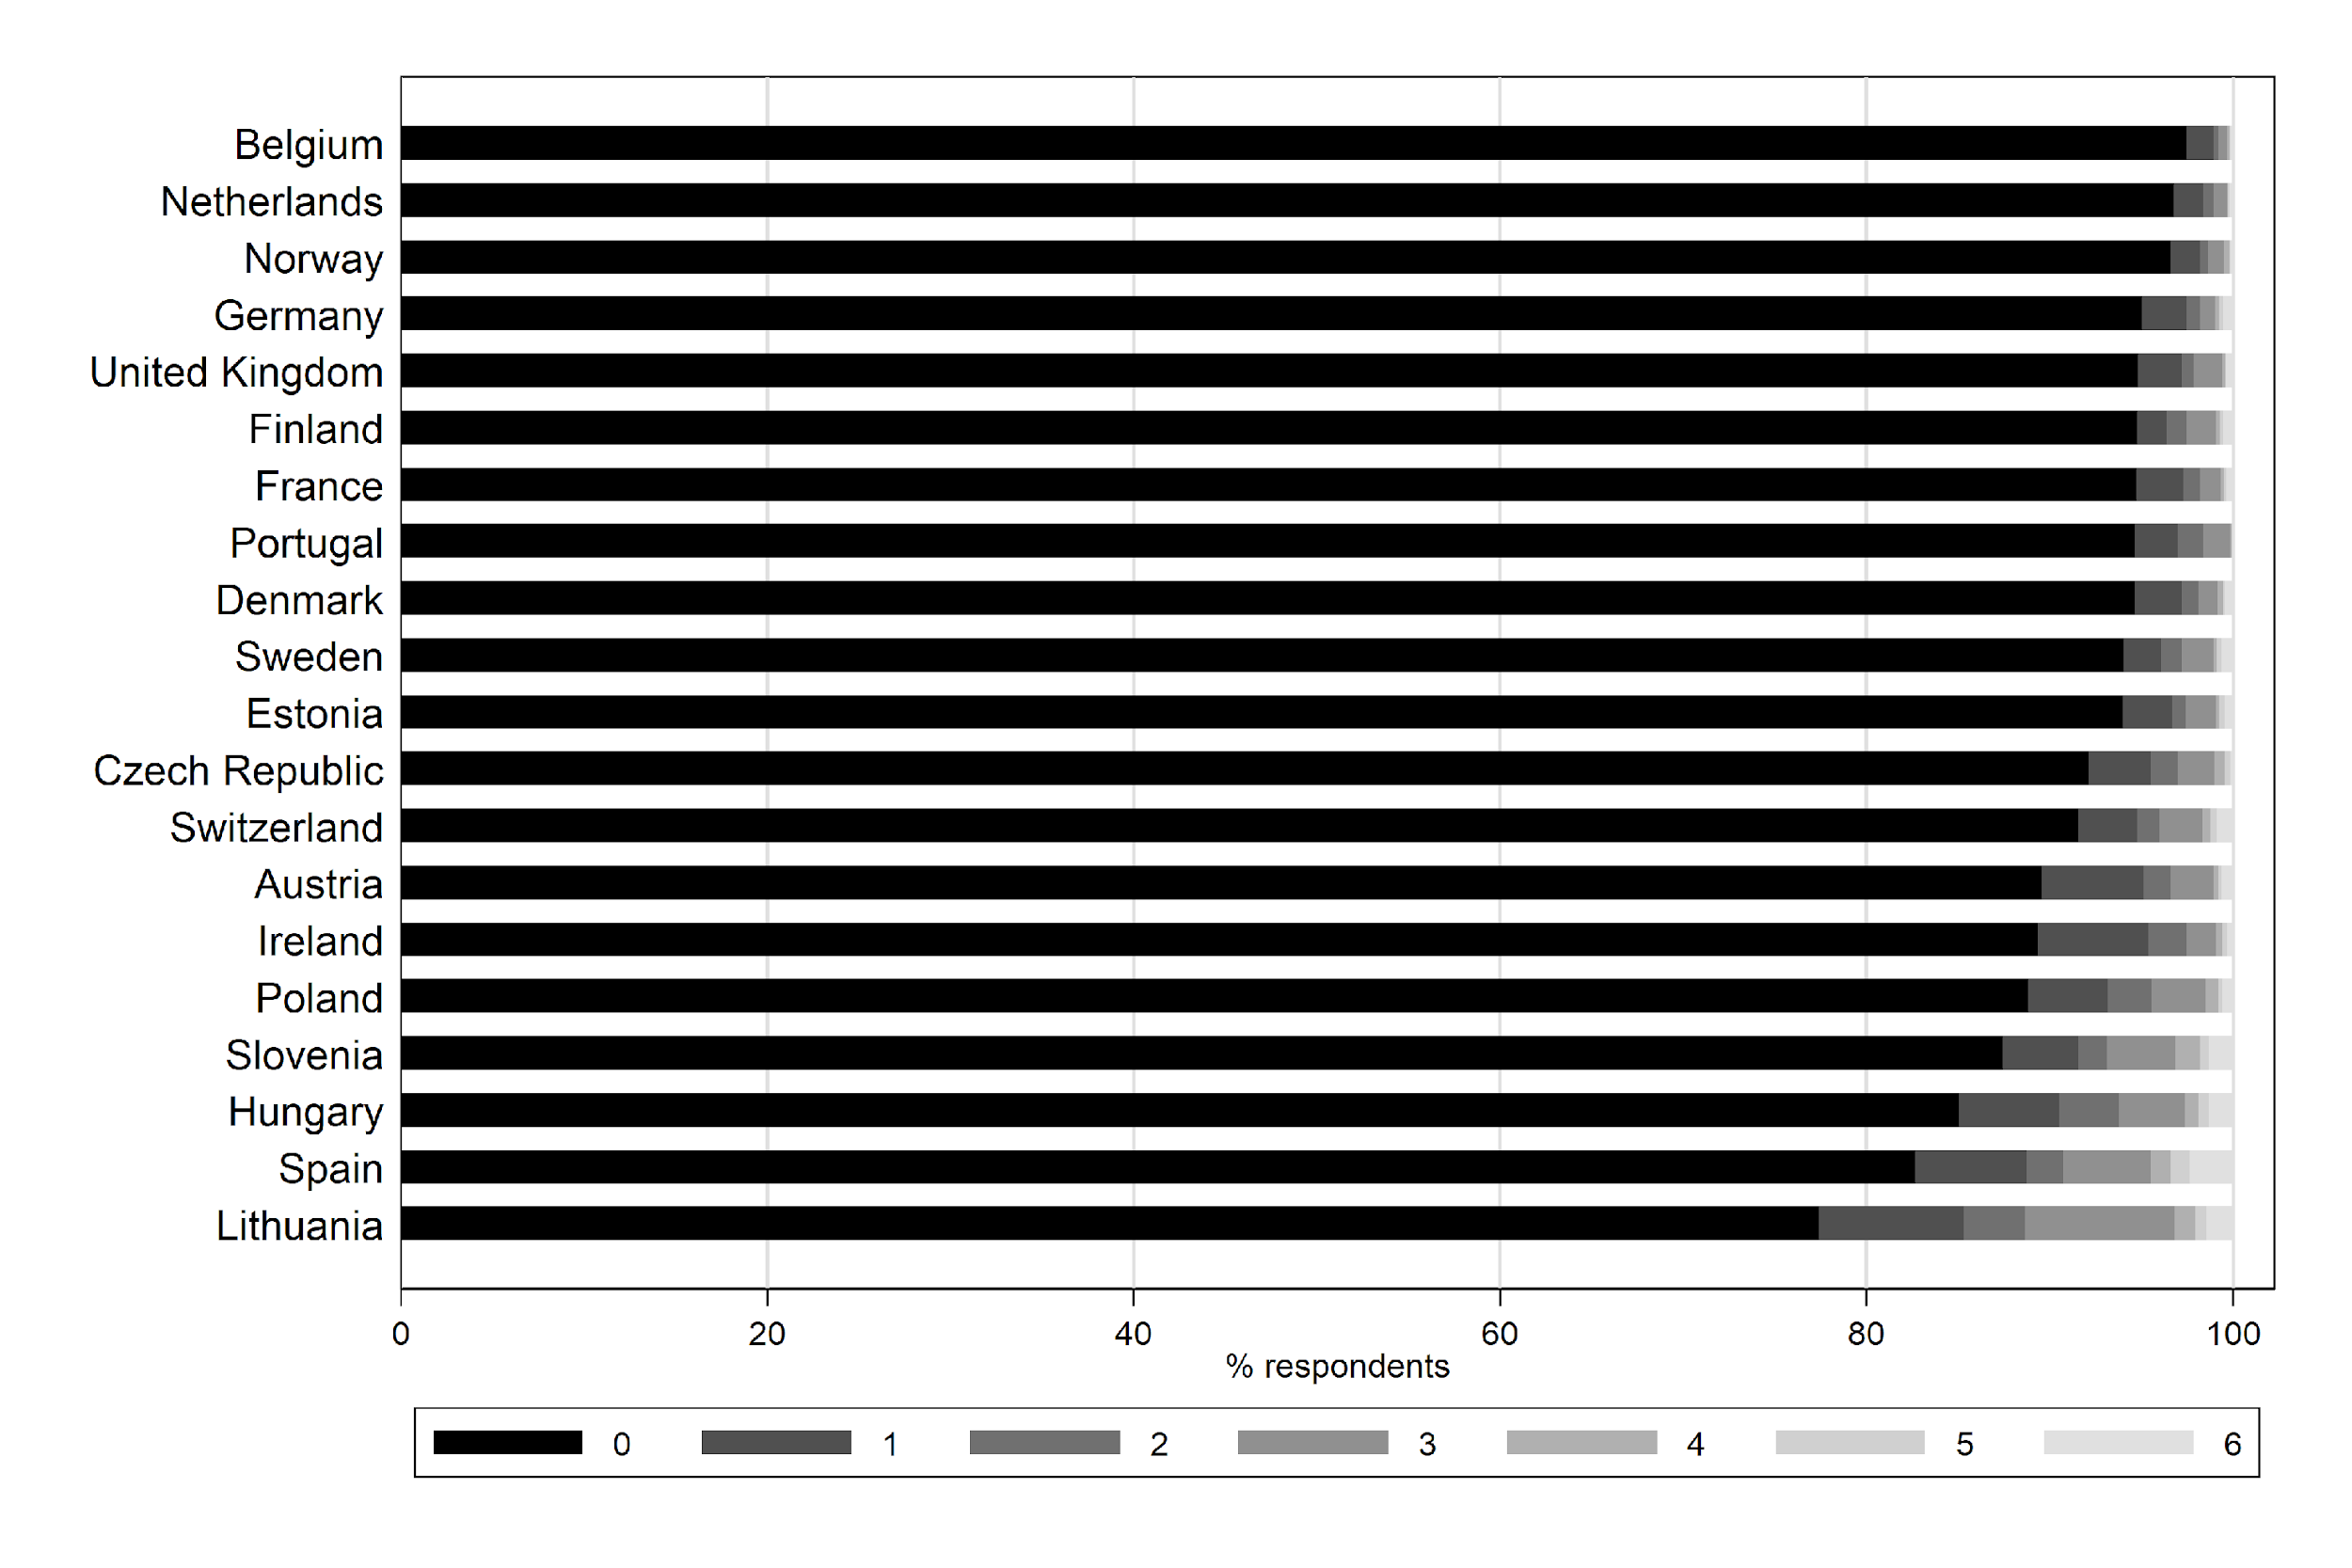 Belgium
Netherlands
Norway
Germany
United Kingdom
Finland
France
Portugal
Denmark
Sweden
Estonia
Czech Republic
Switzerland
Austria
Ireland
Poland
Slovenia
Hungary
Spain
Lithuania
0 20 40 60 80 100
% respondents
0 1 2 3 4 5 6